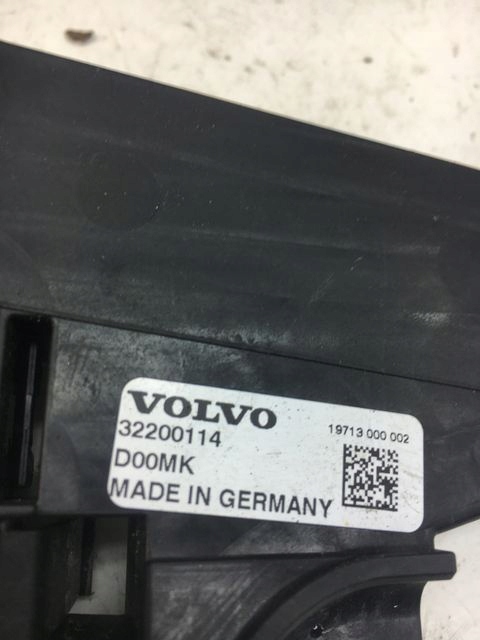 VOLVO
32200114
19713 000 002
D00MK
MADE IN GERMANY